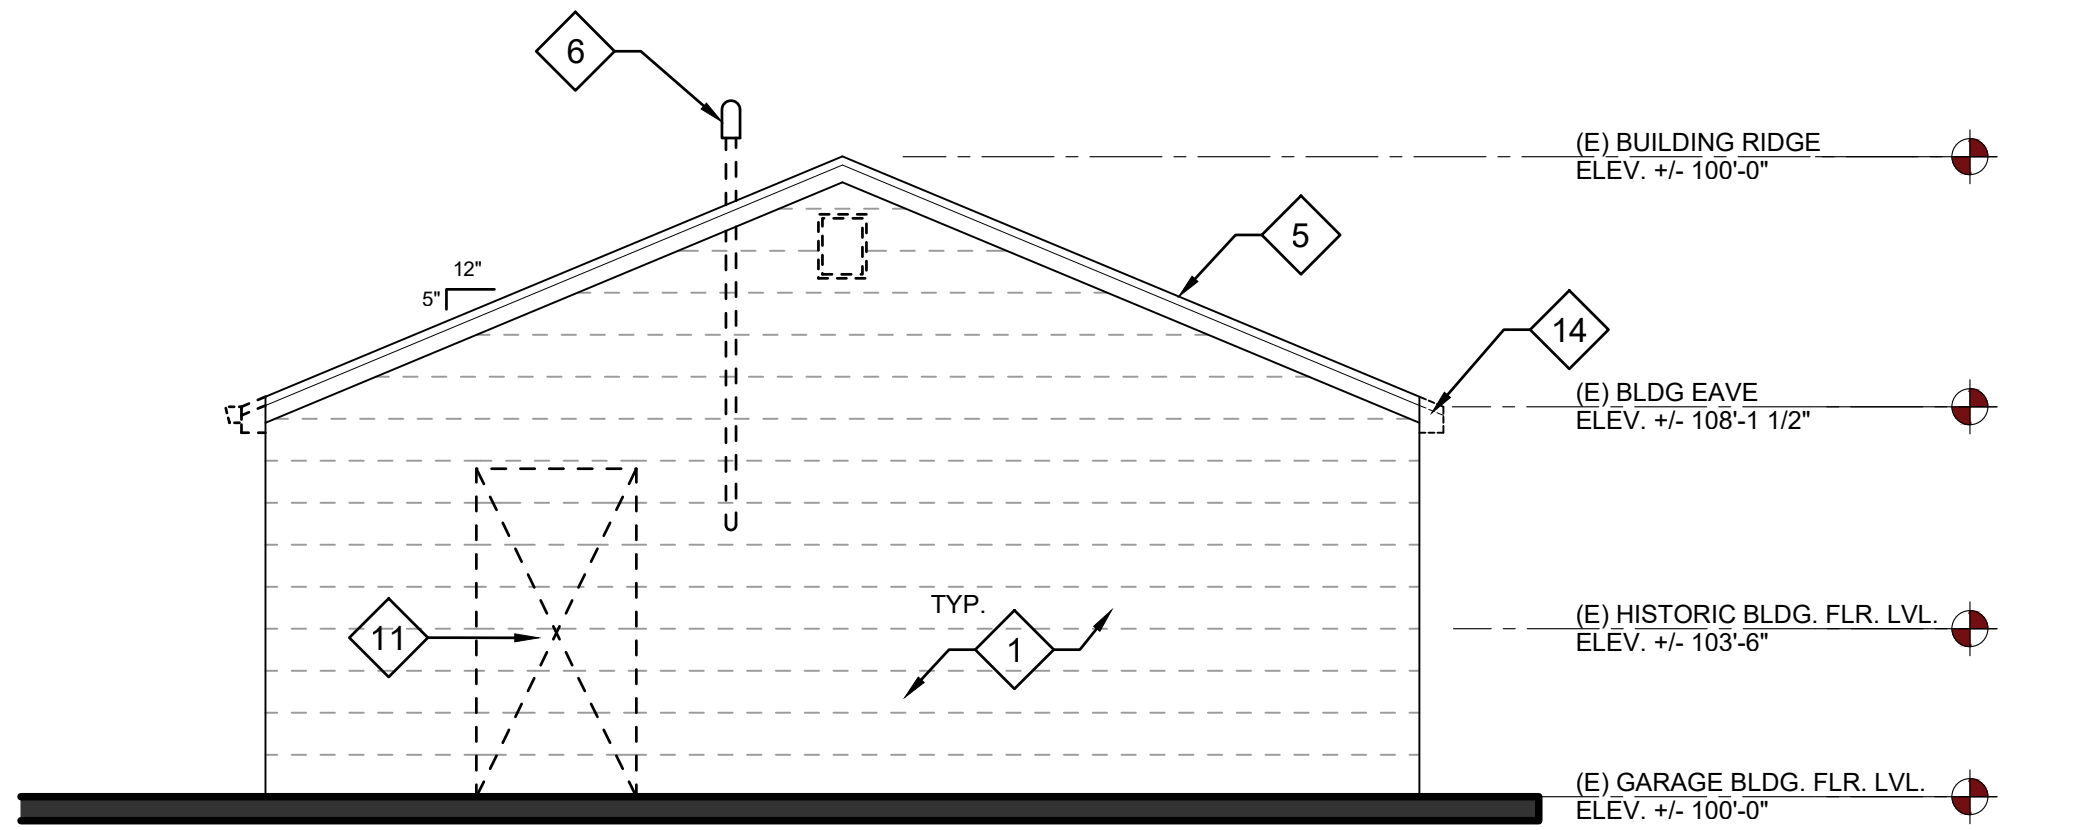 6
(E) BUILDING RIDGE
ELEV. +/- 100'-0"
5
12"
5"
14
(E) BLDG EAVE
ELEV. +/- 108'-1 1/2"
TYP.
1
11
(E) HISTORIC BLDG. FLR. LVL.
ELEV. +/- 103'-6"
(E) GARAGE BLDG. FLR. LVL.
ELEV. +/- 100'-0"